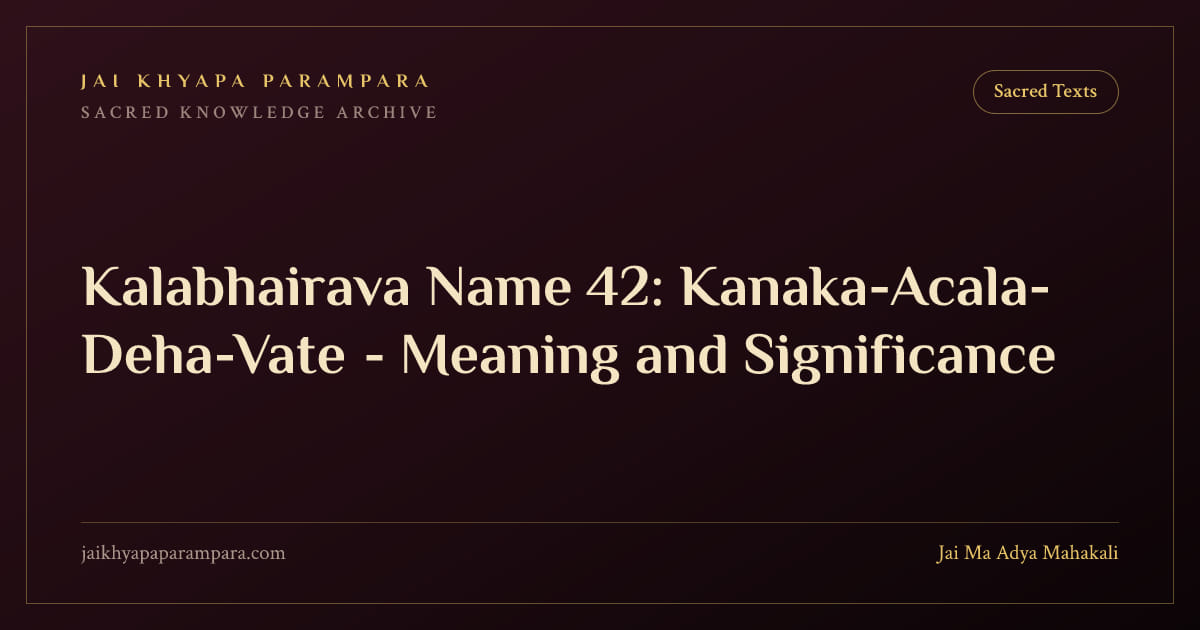 JAI KHYAPA PARAMPARA
SACRED KNOWLEDGE ARCHIVE
Sacred Texts
Kalabhairava Name 42: Kanaka-Acala-
Deha-Vate - Meaning and Significance
jaikhyapaparampara.com
Jai Ma Adya Mahakali